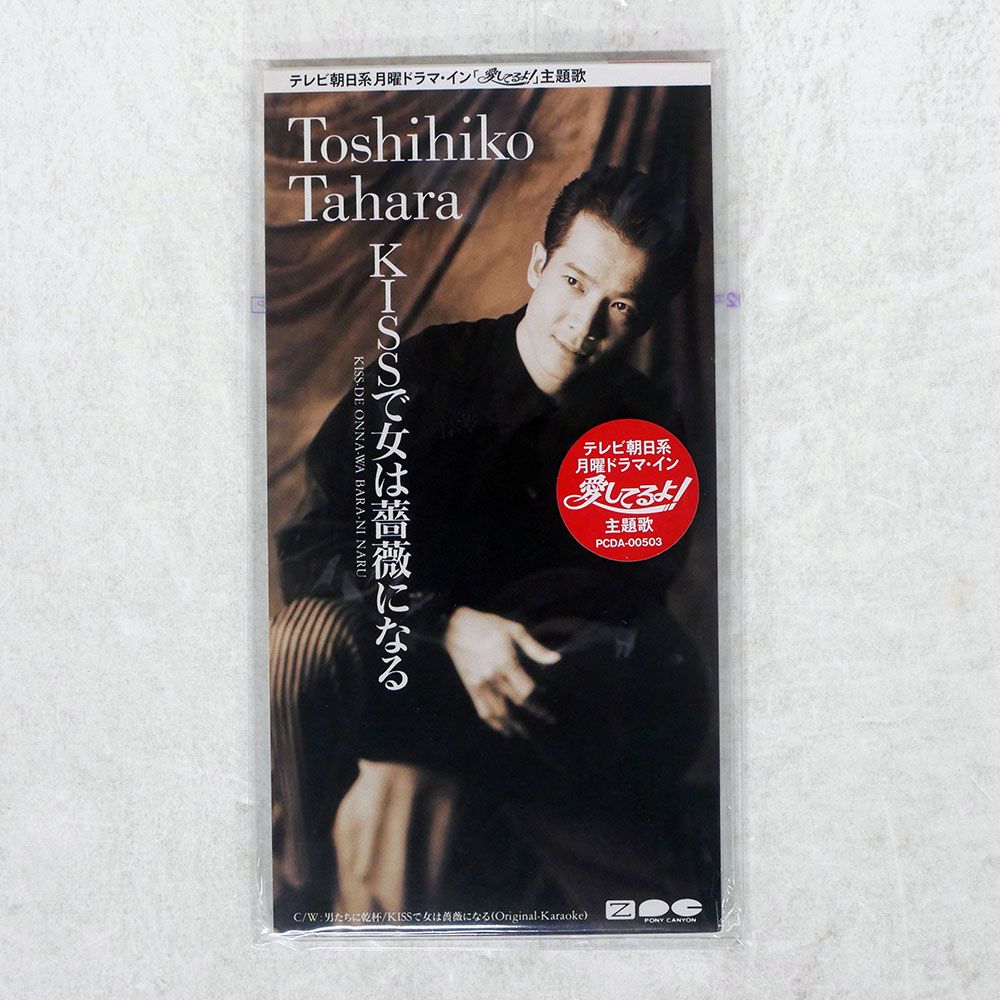 テレビ朝日系月曜ドラマ・イン「愛してるよ!」主題歌
Toshihiko
Tahara
KISSで女は薔薇になる
KISS-DE ONNA-WA BARA-NI NARU
テレビ朝日系
月曜ドラマ・イン
愛してるよ!
主題歌
PCDA-00503
C/W:男たちに乾杯/KISSで女は薔薇になる(Original-Karaoke)
Z
PONY CANYON